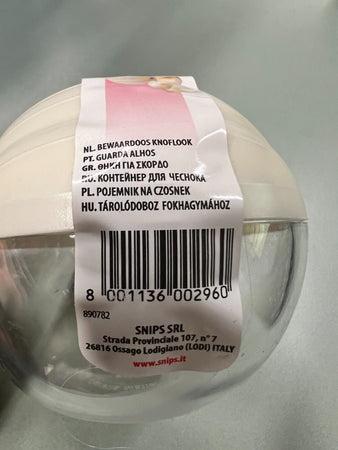 NL. BEWAARDOOS KNOFLOOK
PT. GUARDA ALHOS
GR. ΘΗΚΗ ΓΙΑ ΣΚΟΡΔΟ
RU. КОНТЕЙНЕР ДЛЯ ЧЕСНОКА
PL. POJEMNIK NA CZOSNEK
HU. TÁROLÓDOBOZ FOKHAGYMÁHOZ
8 001136 002960
890782
SNIPS SRL
Strada Provinciale 107, n° 7
26816 Ossago Lodigiano (LODI) ITALY
www.snips.it